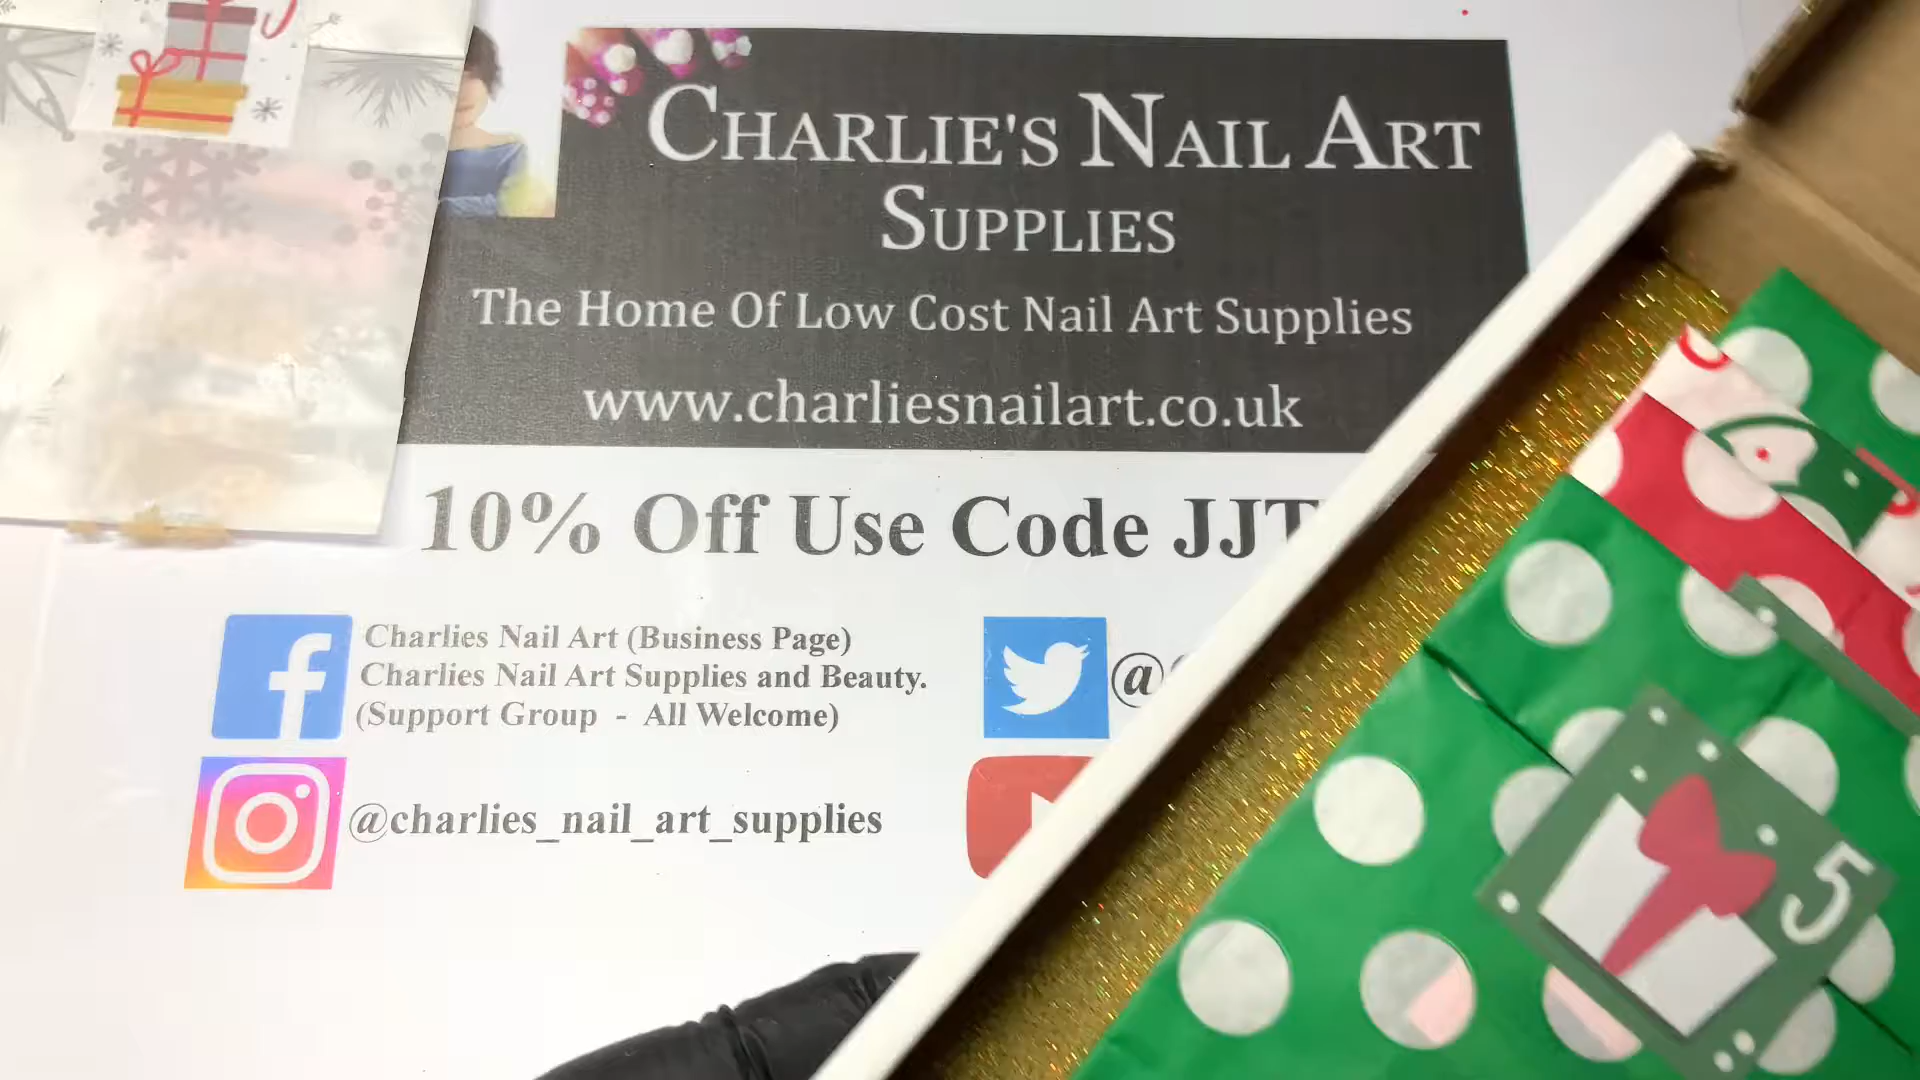 CHARLIE'S NAIL ART
SUPPLIES
The Home Of Low Cost Nail Art Supplies
www.charliesnailart.co.uk
10% Off Use Code JJT
Charlies Nail Art (Business Page)
Charlies Nail Art Supplies and Beauty.
(Support Group - All Welcome)
@
@charlies_nail_art_supplies
5